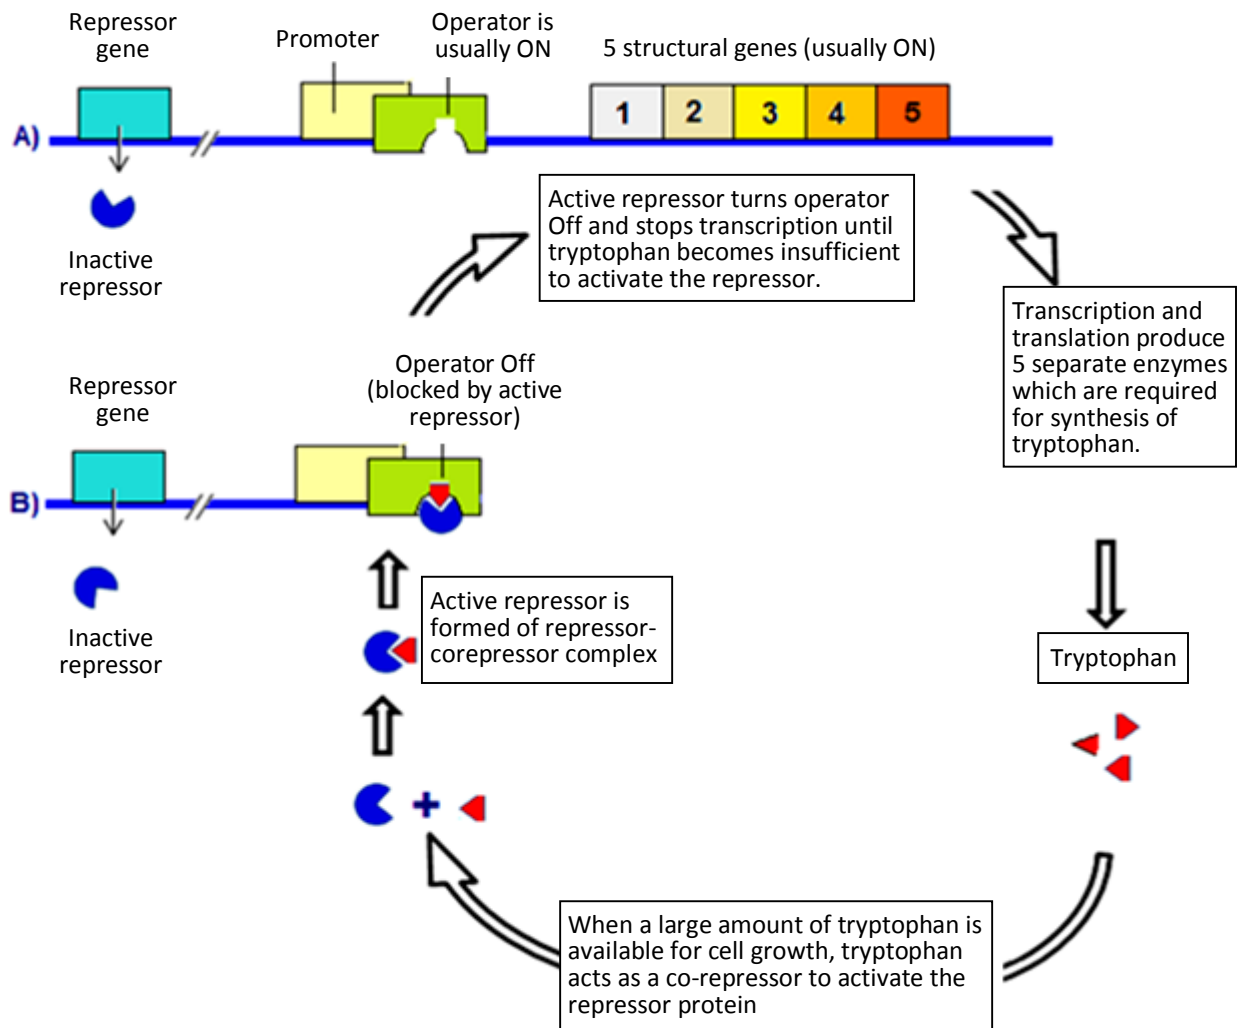 Repressor
gene
Promoter
Operator is
usually ON
5 structural genes (usually ON)
A)
1 2 3 4 5
Inactive
repressor
Active repressor turns operator
Off and stops transcription until
tryptophan becomes insufficient
to activate the repressor.
Transcription and
translation produce
5 separate enzymes
which are required
for synthesis of
tryptophan.
Repressor
gene
Operator Off
(blocked by active
repressor)
B)
Inactive
repressor
Active repressor is
formed of repressor-
corepressor complex
Tryptophan
+
When a large amount of tryptophan is
available for cell growth, tryptophan
acts as a co-repressor to activate the
repressor protein